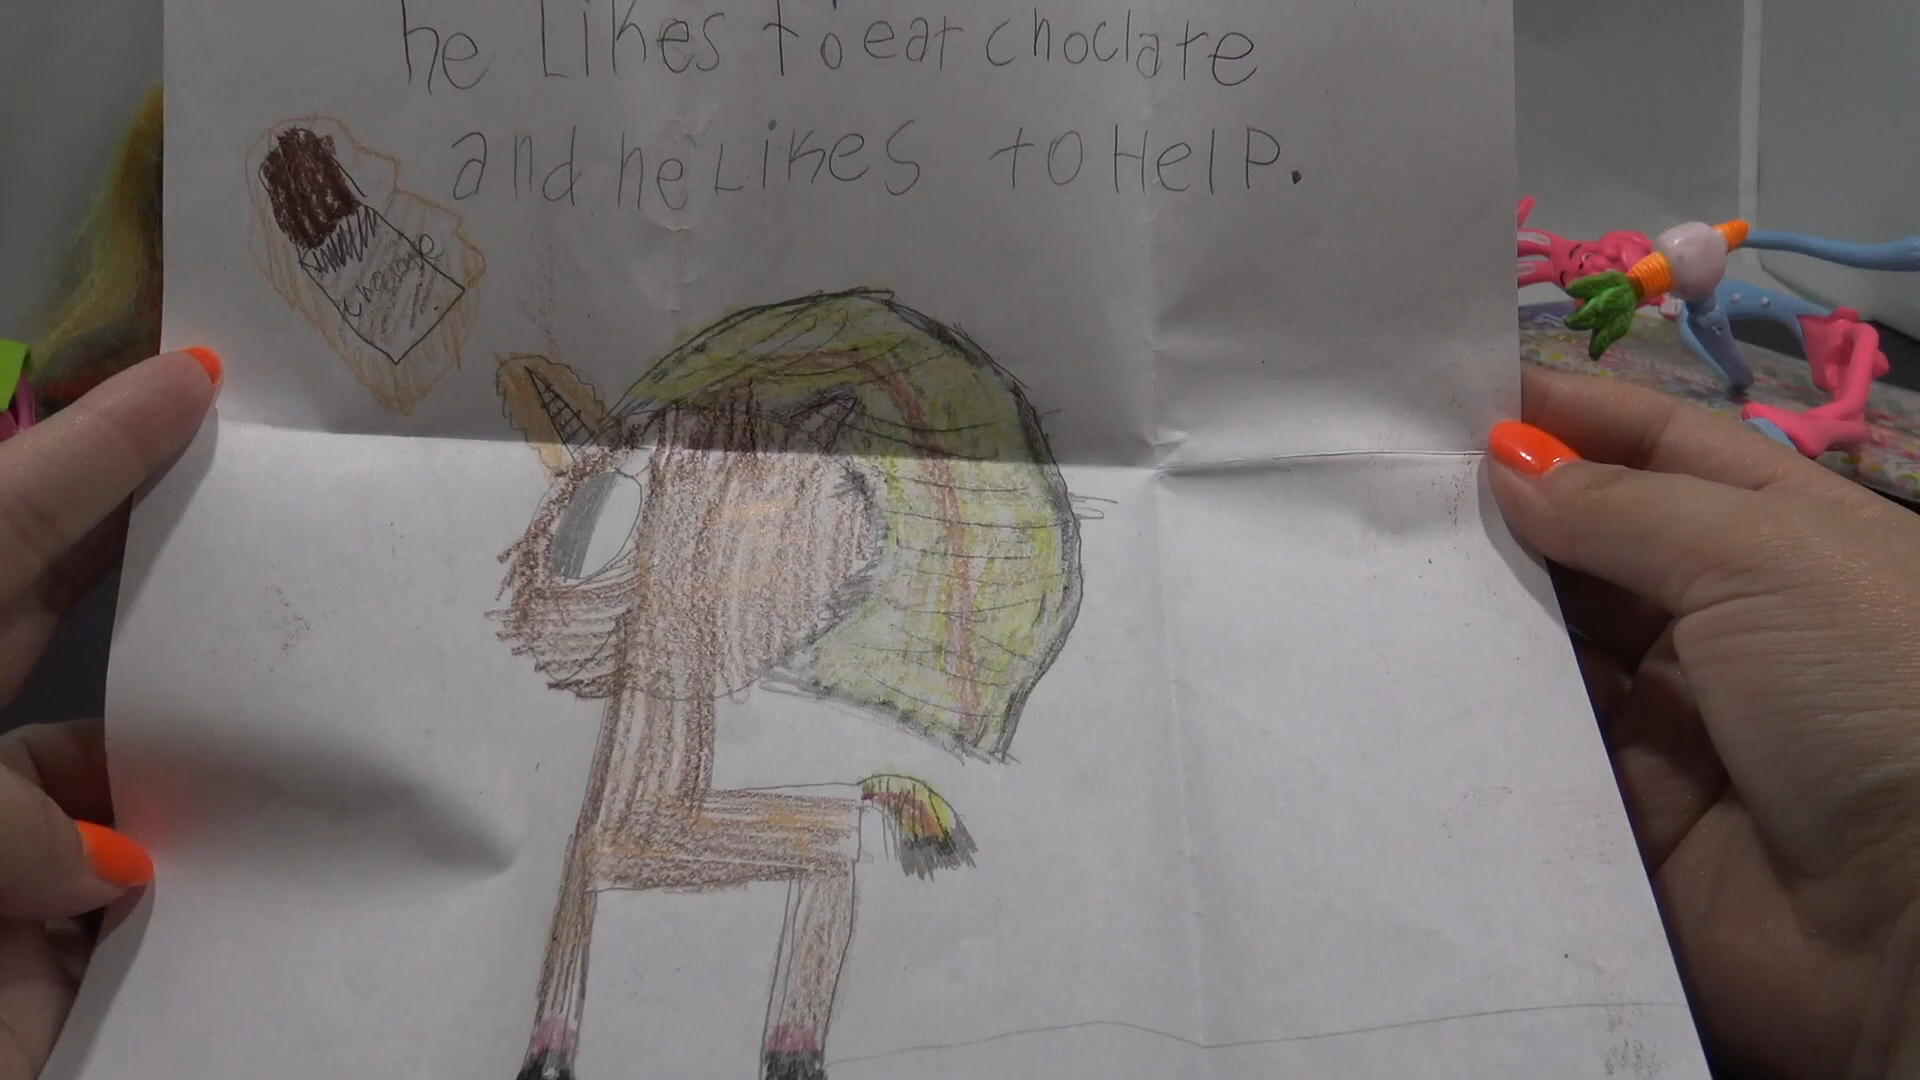 he Likes to eat choclate
and he Likes to Help.